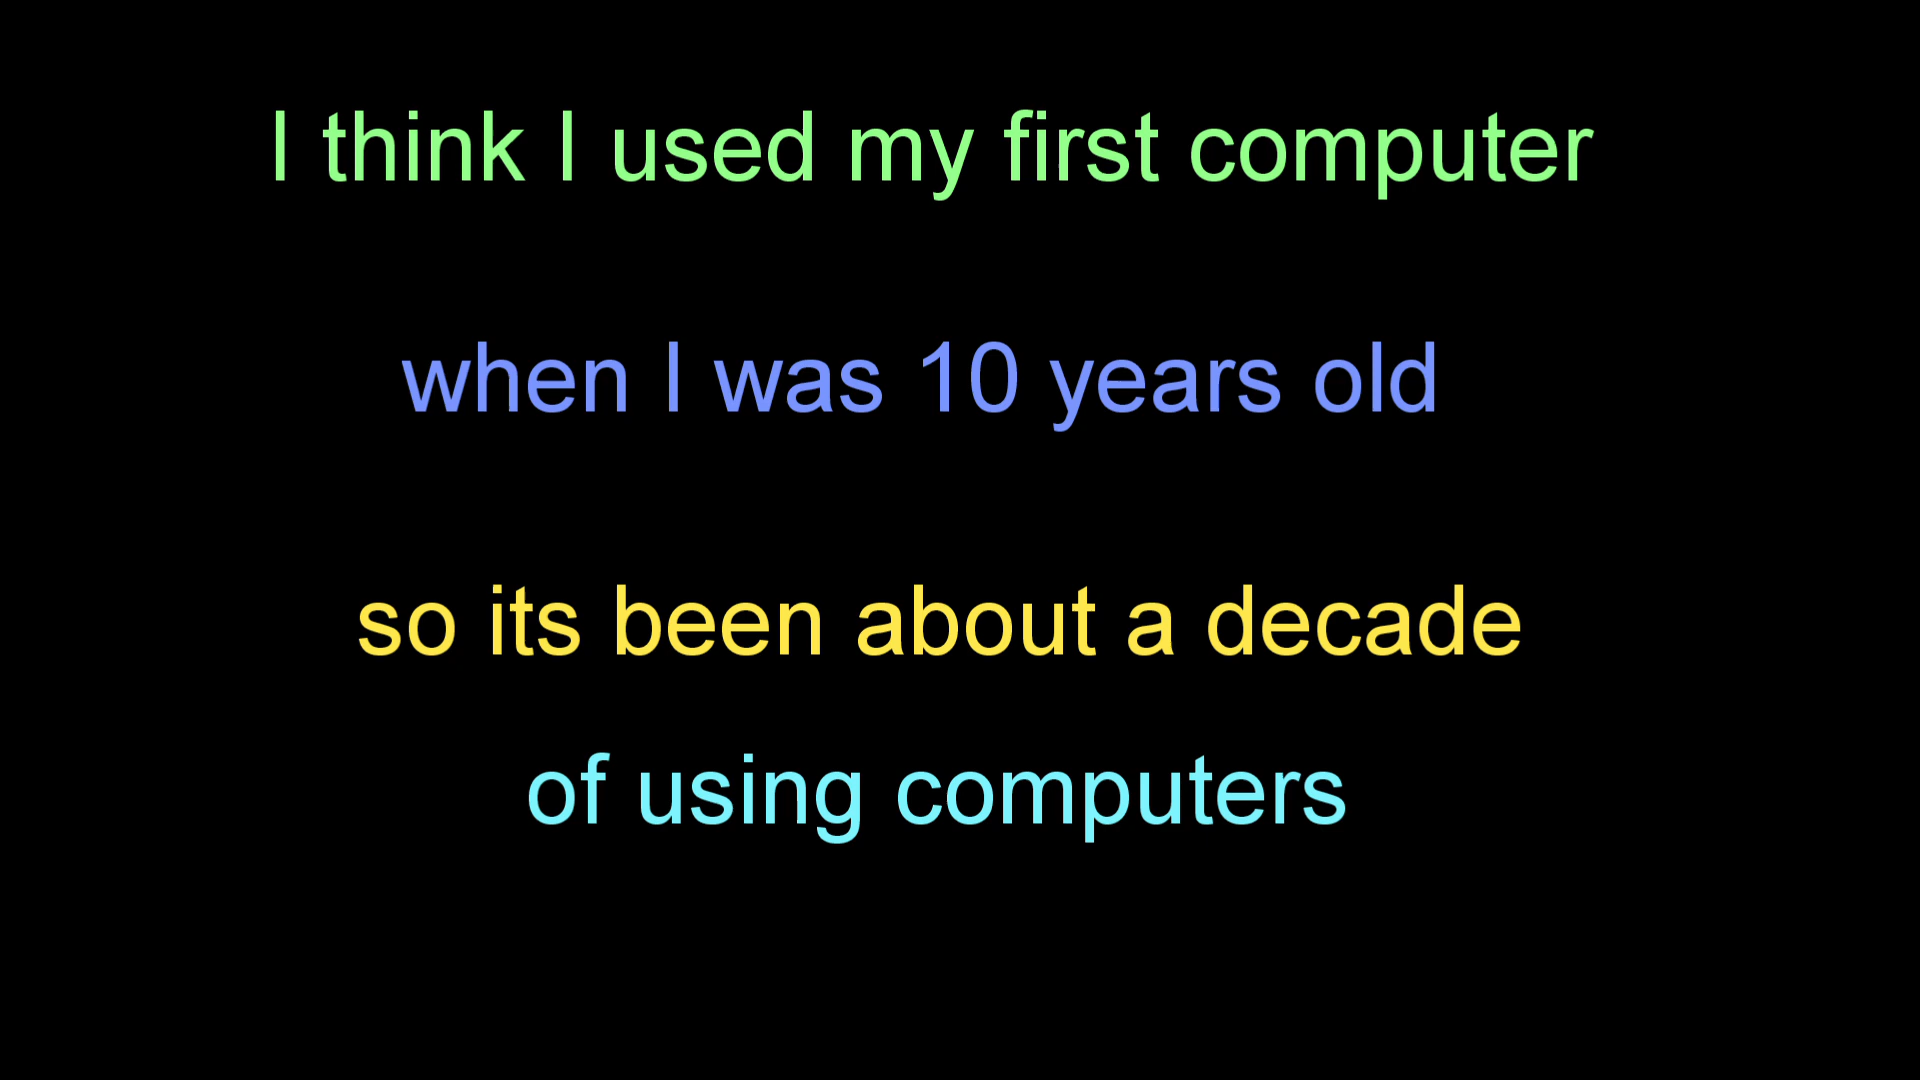 I think I used my first computer
when I was 10 years old
so its been about a decade
of using computers